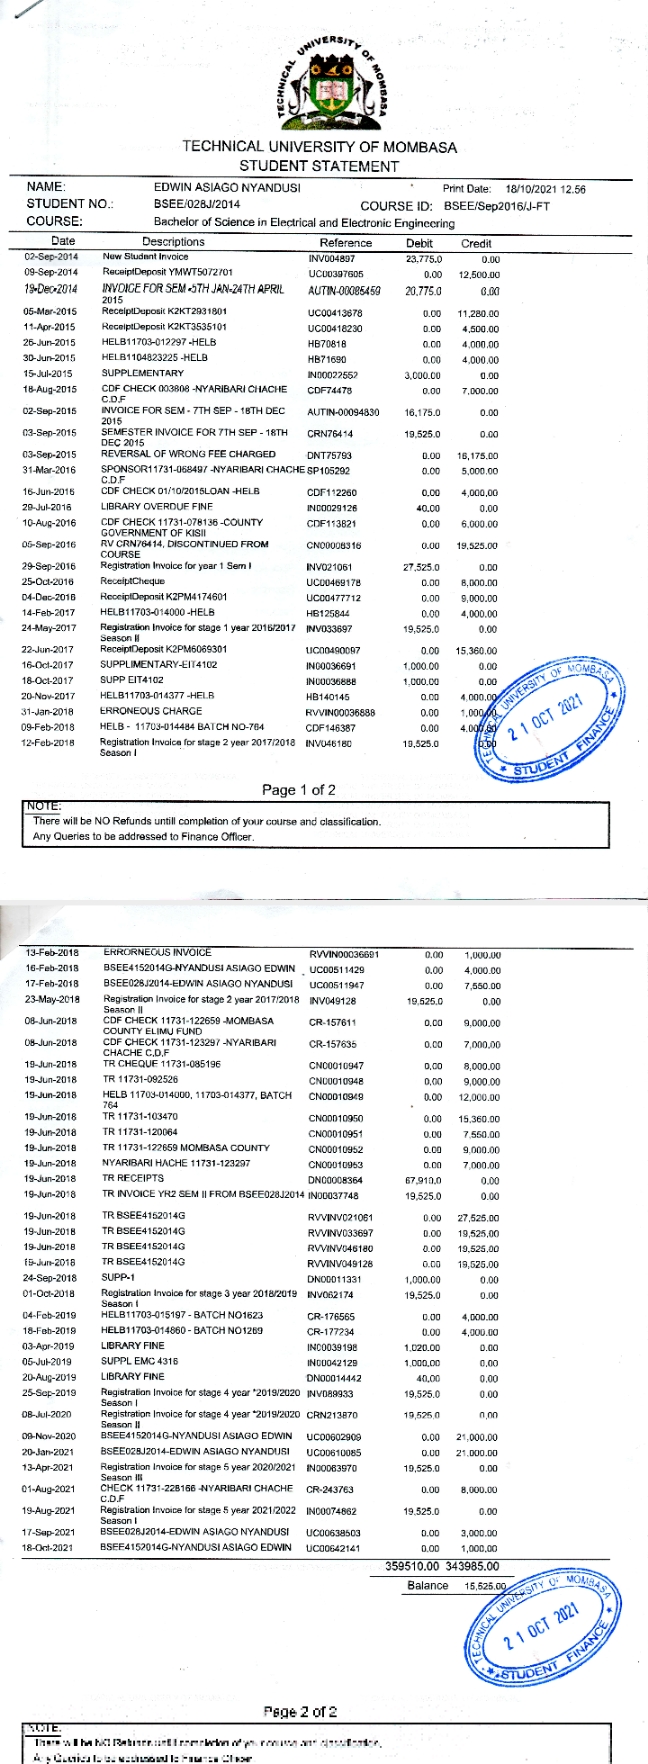 TECHNICAL UNIVERSITY OF MOMBASA
TECHNICAL UNIVERSITY OF MOMBASA
STUDENT STATEMENT
NAME: EDWIN ASIAGO NYANDUSI Print Date: 18/10/2021 12.56
STUDENT NO.: BSEE/028J/2014 COURSE ID: BSEE/Sep2016/J-FT
COURSE: Bachelor of Science in Electrical and Electronic Engineering
Date Descriptions Reference Debit Credit
02-Sep-2014 New Student Invoice INV004897 23,775.0 0.00
09-Sep-2014 ReceiptDeposit YMWT5072701 UC00397605 0.00 12,500.00
19-Dec-2014 INVOICE FOR SEM -5TH JAN-24TH APRIL AUTIN-00085459 20,775.0 0.00
2015
05-Mar-2015 ReceiptDeposit K2KT2931801 UC00413678 0.00 11,280.00
11-Apr-2015 ReceiptDeposit K2KT3535101 UC00418230 0.00 4,500.00
26-Jun-2015 HELB11703-012297 -HELB HB70818 0.00 4,000.00
30-Jun-2015 HELB1104823225 -HELB HB71690 0.00 4,000.00
15-Jul-2015 SUPPLEMENTARY IN00022552 3,000.00 0.00
18-Aug-2015 CDF CHECK 003808 -NYARIBARI CHACHE CDF74478 0.00 7,000.00
C.D.F
02-Sep-2015 INVOICE FOR SEM - 7TH SEP - 18TH DEC AUTIN-00094830 16,175.0 0.00
2015
03-Sep-2015 SEMESTER INVOICE FOR 7TH SEP - 18TH CRN76414 19,525.0 0.00
DEC 2015
03-Sep-2015 REVERSAL OF WRONG FEE CHARGED DNT75793 0.00 16,175.00
31-Mar-2016 SPONSOR11731-068497 -NYARIBARI CHACHE SP105292 0.00 5,000.00
C.D.F
16-Jun-2016 CDF CHECK 01/10/2015LOAN -HELB CDF112260 0.00 4,000.00
29-Jul-2016 LIBRARY OVERDUE FINE IN00029126 40.00 0.00
10-Aug-2016 CDF CHECK 11731-078136 -COUNTY CDF113821 0.00 6,000.00
GOVERNMENT OF KISII
05-Sep-2016 RV CRN76414, DISCONTINUED FROM CN00008316 0.00 19,525.00
COURSE
29-Sep-2016 Registration Invoice for year 1 Sem I INV021061 27,525.0 0.00
25-Oct-2016 ReceiptCheque UC00469178 0.00 8,000.00
04-Dec-2016 ReceiptDeposit K2PM4174601 UC00477712 0.00 9,000.00
14-Feb-2017 HELB11703-014000 -HELB HB125844 0.00 4,000.00
24-May-2017 Registration Invoice for stage 1 year 2016/2017 INV033697 19,525.0 0.00
Season II
22-Jun-2017 ReceiptDeposit K2PM6069301 UC00490097 0.00 15,360.00
16-Oct-2017 SUPPLIMENTARY-EIT4102 IN00036691 1,000.00 0.00
18-Oct-2017 SUPP EIT4102 IN00036888 1,000.00 0.00
20-Nov-2017 HELB11703-014377 -HELB HB140145 0.00 4,000.00
31-Jan-2018 ERRONEOUS CHARGE RVVIN00036888 0.00 1,000.00
09-Feb-2018 HELB - 11703-014484 BATCH NO-764 CDF146387 0.00 4,000.00
12-Feb-2018 Registration Invoice for stage 2 year 2017/2018 INV046180 19,525.0 0.00
Season I
TECHNICAL UNIVERSITY OF MOMBASA
21 OCT 2021
★ STUDENT FINANCE ★
Page 1 of 2
NOTE:
There will be NO Refunds untill completion of your course and classification.
Any Queries to be addressed to Finance Officer.
13-Feb-2018 ERRORNEOUS INVOICE RVVIN00036691 0.00 1,000.00
16-Feb-2018 BSEE4152014G-NYANDUSI ASIAGO EDWIN UC00511429 0.00 4,000.00
17-Feb-2018 BSEE028J2014-EDWIN ASIAGO NYANDUSI UC00511947 0.00 7,550.00
23-May-2018 Registration Invoice for stage 2 year 2017/2018 INV049128 19,525.0 0.00
Season II
08-Jun-2018 CDF CHECK 11731-122659 -MOMBASA CR-157611 0.00 9,000.00
COUNTY ELIMU FUND
08-Jun-2018 CDF CHECK 11731-123297 -NYARIBARI CR-157635 0.00 7,000.00
CHACHE C.D.F
19-Jun-2018 TR CHEQUE 11731-085196 CN00010947 0.00 8,000.00
19-Jun-2018 TR 11731-092526 CN00010948 0.00 9,000.00
19-Jun-2018 HELB 11703-014000, 11703-014377, BATCH CN00010949 0.00 12,000.00
764
19-Jun-2018 TR 11731-103470 CN00010950 0.00 15,360.00
19-Jun-2018 TR 11731-120064 CN00010951 0.00 7,550.00
19-Jun-2018 TR 11731-122659 MOMBASA COUNTY CN00010952 0.00 9,000.00
19-Jun-2018 NYARIBARI HACHE 11731-123297 CN00010953 0.00 7,000.00
19-Jun-2018 TR RECEIPTS DN00008364 67,910.0 0.00
19-Jun-2018 TR INVOICE YR2 SEM II FROM BSEE028J2014 IN00037748 19,525.0 0.00
19-Jun-2018 TR BSEE4152014G RVVINV021061 0.00 27,525.00
19-Jun-2018 TR BSEE4152014G RVVINV033697 0.00 19,525.00
19-Jun-2018 TR BSEE4152014G RVVINV046180 0.00 19,525.00
19-Jun-2018 TR BSEE4152014G RVVINV049128 0.00 19,525.00
24-Sep-2018 SUPP-1 DN00011331 1,000.00 0.00
01-Oct-2018 Registration Invoice for stage 3 year 2018/2019 INV062174 19,525.0 0.00
Season I
04-Feb-2019 HELB11703-015197 - BATCH NO1623 CR-176565 0.00 4,000.00
18-Feb-2019 HELB11703-014860 - BATCH NO1269 CR-177234 0.00 4,000.00
03-Apr-2019 LIBRARY FINE IN00039198 1,020.00 0.00
05-Jul-2019 SUPPL EMC 4316 IN00042129 1,000.00 0.00
20-Aug-2019 LIBRARY FINE DN00014442 40.00 0.00
25-Sep-2019 Registration Invoice for stage 4 year *2019/2020 INV089933 19,525.0 0.00
Season I
08-Jul-2020 Registration Invoice for stage 4 year *2019/2020 CRN213870 19,525.0 0.00
Season II
09-Nov-2020 BSEE4152014G-NYANDUSI ASIAGO EDWIN UC00602909 0.00 21,000.00
20-Jan-2021 BSEE028J2014-EDWIN ASIAGO NYANDUSI UC00610085 0.00 21,000.00
13-Apr-2021 Registration Invoice for stage 5 year 2020/2021 IN00063970 19,525.0 0.00
Season III
01-Aug-2021 CHECK 11731-228166 -NYARIBARI CHACHE CR-243763 0.00 8,000.00
C.D.F
19-Aug-2021 Registration Invoice for stage 5 year 2021/2022 IN00074862 19,525.0 0.00
Season I
17-Sep-2021 BSEE028J2014-EDWIN ASIAGO NYANDUSI UC00638503 0.00 3,000.00
18-Oct-2021 BSEE4152014G-NYANDUSI ASIAGO EDWIN UC00642141 0.00 1,000.00
359510.00 343985.00
Balance 15,525.00
TECHNICAL UNIVERSITY OF MOMBASA
21 OCT 2021
★ STUDENT FINANCE ★
Page 2 of 2
NOTE:
There will be NO Refunds untill completion of your course and classification.
Any Queries to be addressed to Finance Officer